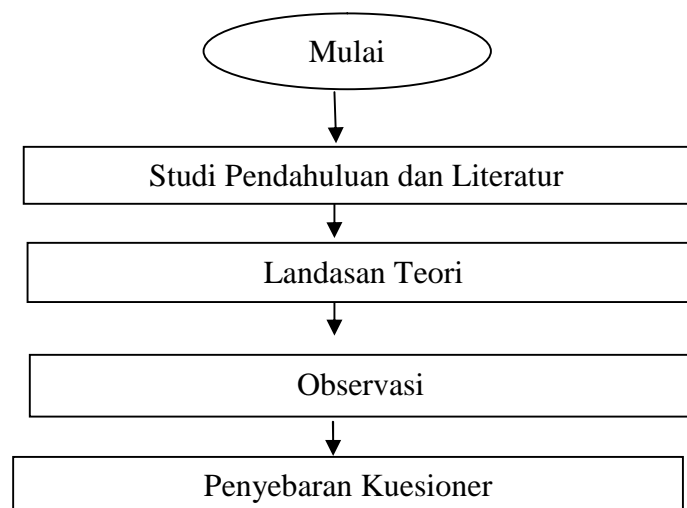 Mulai
Studi Pendahuluan dan Literatur
Landasan Teori
Observasi
Penyebaran Kuesioner